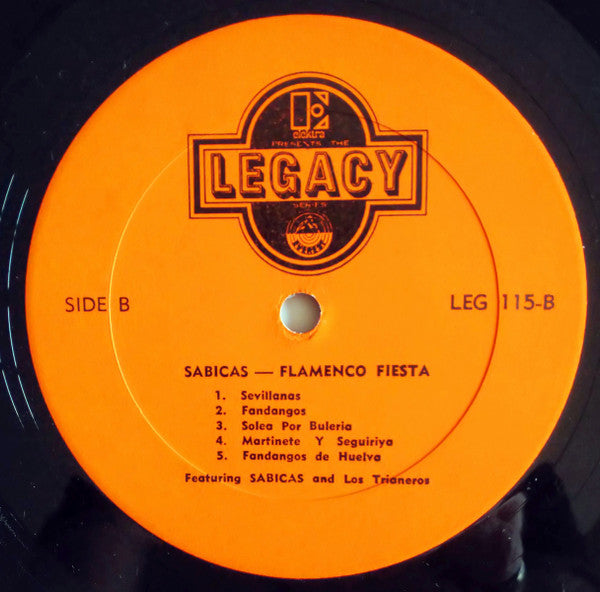 elektra
PRESENTS THE
LEGACY
SERIES
EVEREST
SIDE B
LEG 115-B
SABICAS — FLAMENCO FIESTA
1. Sevillanas
2. Fandangos
3. Solea Por Buleria
4. Martinete Y Seguiriya
5. Fandangos de Huelva
Featuring SABICAS and Los Trianeros